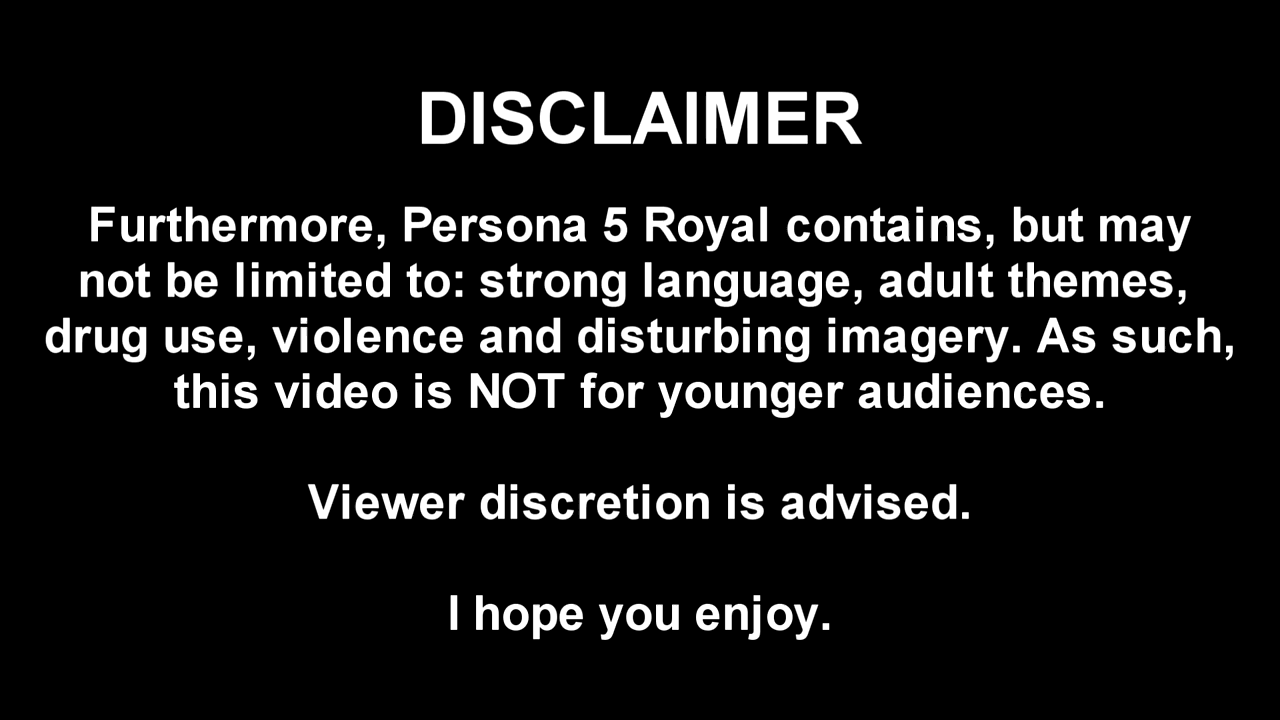 DISCLAIMER
Furthermore, Persona 5 Royal contains, but may
not be limited to: strong language, adult themes,
drug use, violence and disturbing imagery. As such,
this video is NOT for younger audiences.
Viewer discretion is advised.
I hope you enjoy.